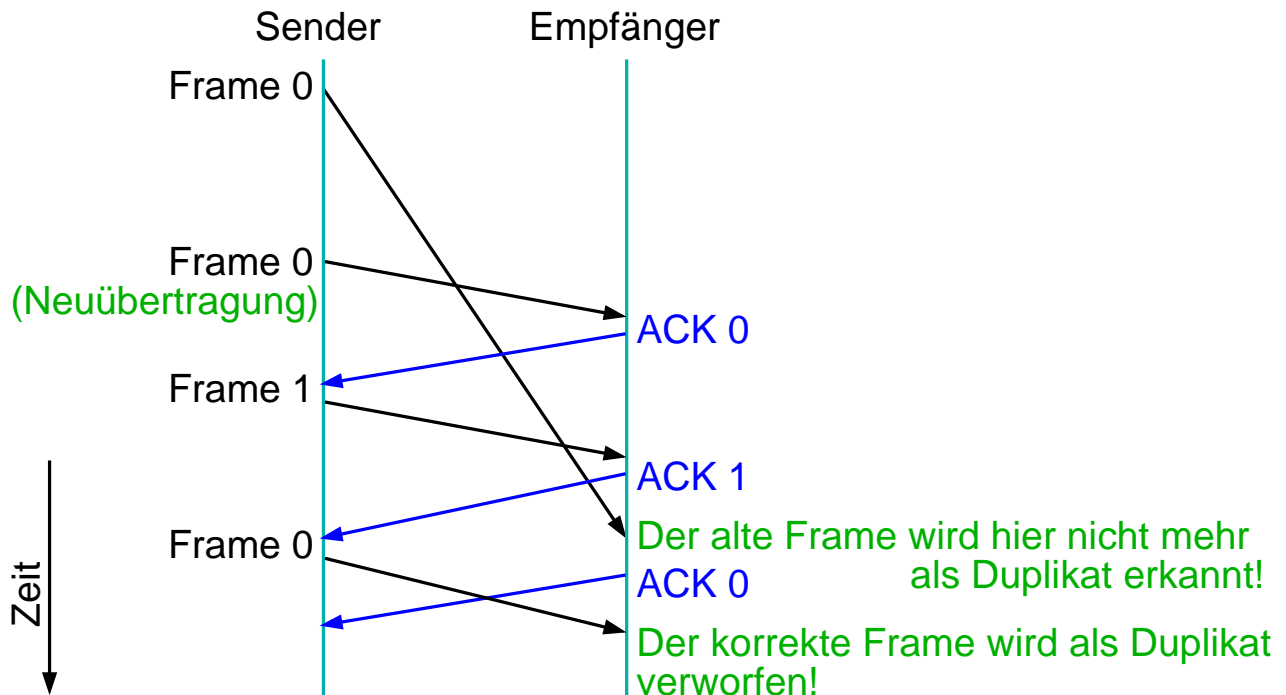 Sender
Empfänger
Frame 0
Frame 0
(Neuübertragung)
ACK 0
Frame 1
ACK 1
Frame 0
Der alte Frame wird hier nicht mehr
als Duplikat erkannt!
ACK 0
Zeit
Der korrekte Frame wird als Duplikat
verworfen!